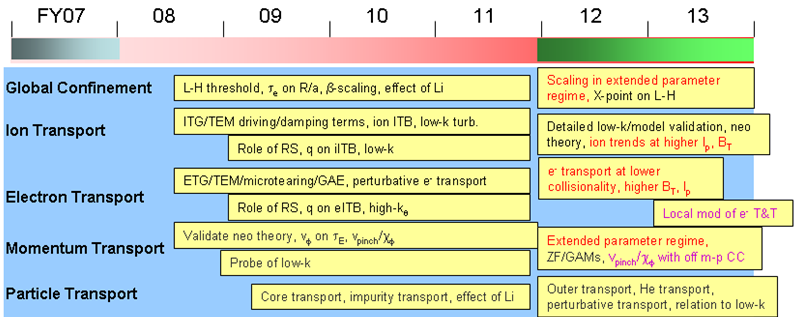 FY07 08 09 10 11 12 13
Global Confinement
L-H threshold, τe on R/a, β-scaling, effect of Li
Scaling in extended parameter
regime, X-point on L-H
Ion Transport
ITG/TEM driving/damping terms, ion ITB, low-k turb.
Role of RS, q on iITB, low-k
Detailed low-k/model validation, neo
theory, ion trends at higher Ip, BT
Electron Transport
ETG/TEM/microtearing/GAE, perturbative e- transport
Role of RS, q on eITB, high-kθ
e- transport at lower
collisionality, higher BT, Ip
Local mod of e- T&T
Momentum Transport
Validate neo theory, vϕ on τE, vpinch/χϕ
Probe of low-k
Extended parameter regime,
ZF/GAMs, vpinch/χϕ with off m-p CC
Particle Transport
Core transport, impurity transport, effect of Li
Outer transport, He transport,
perturbative transport, relation to low-k